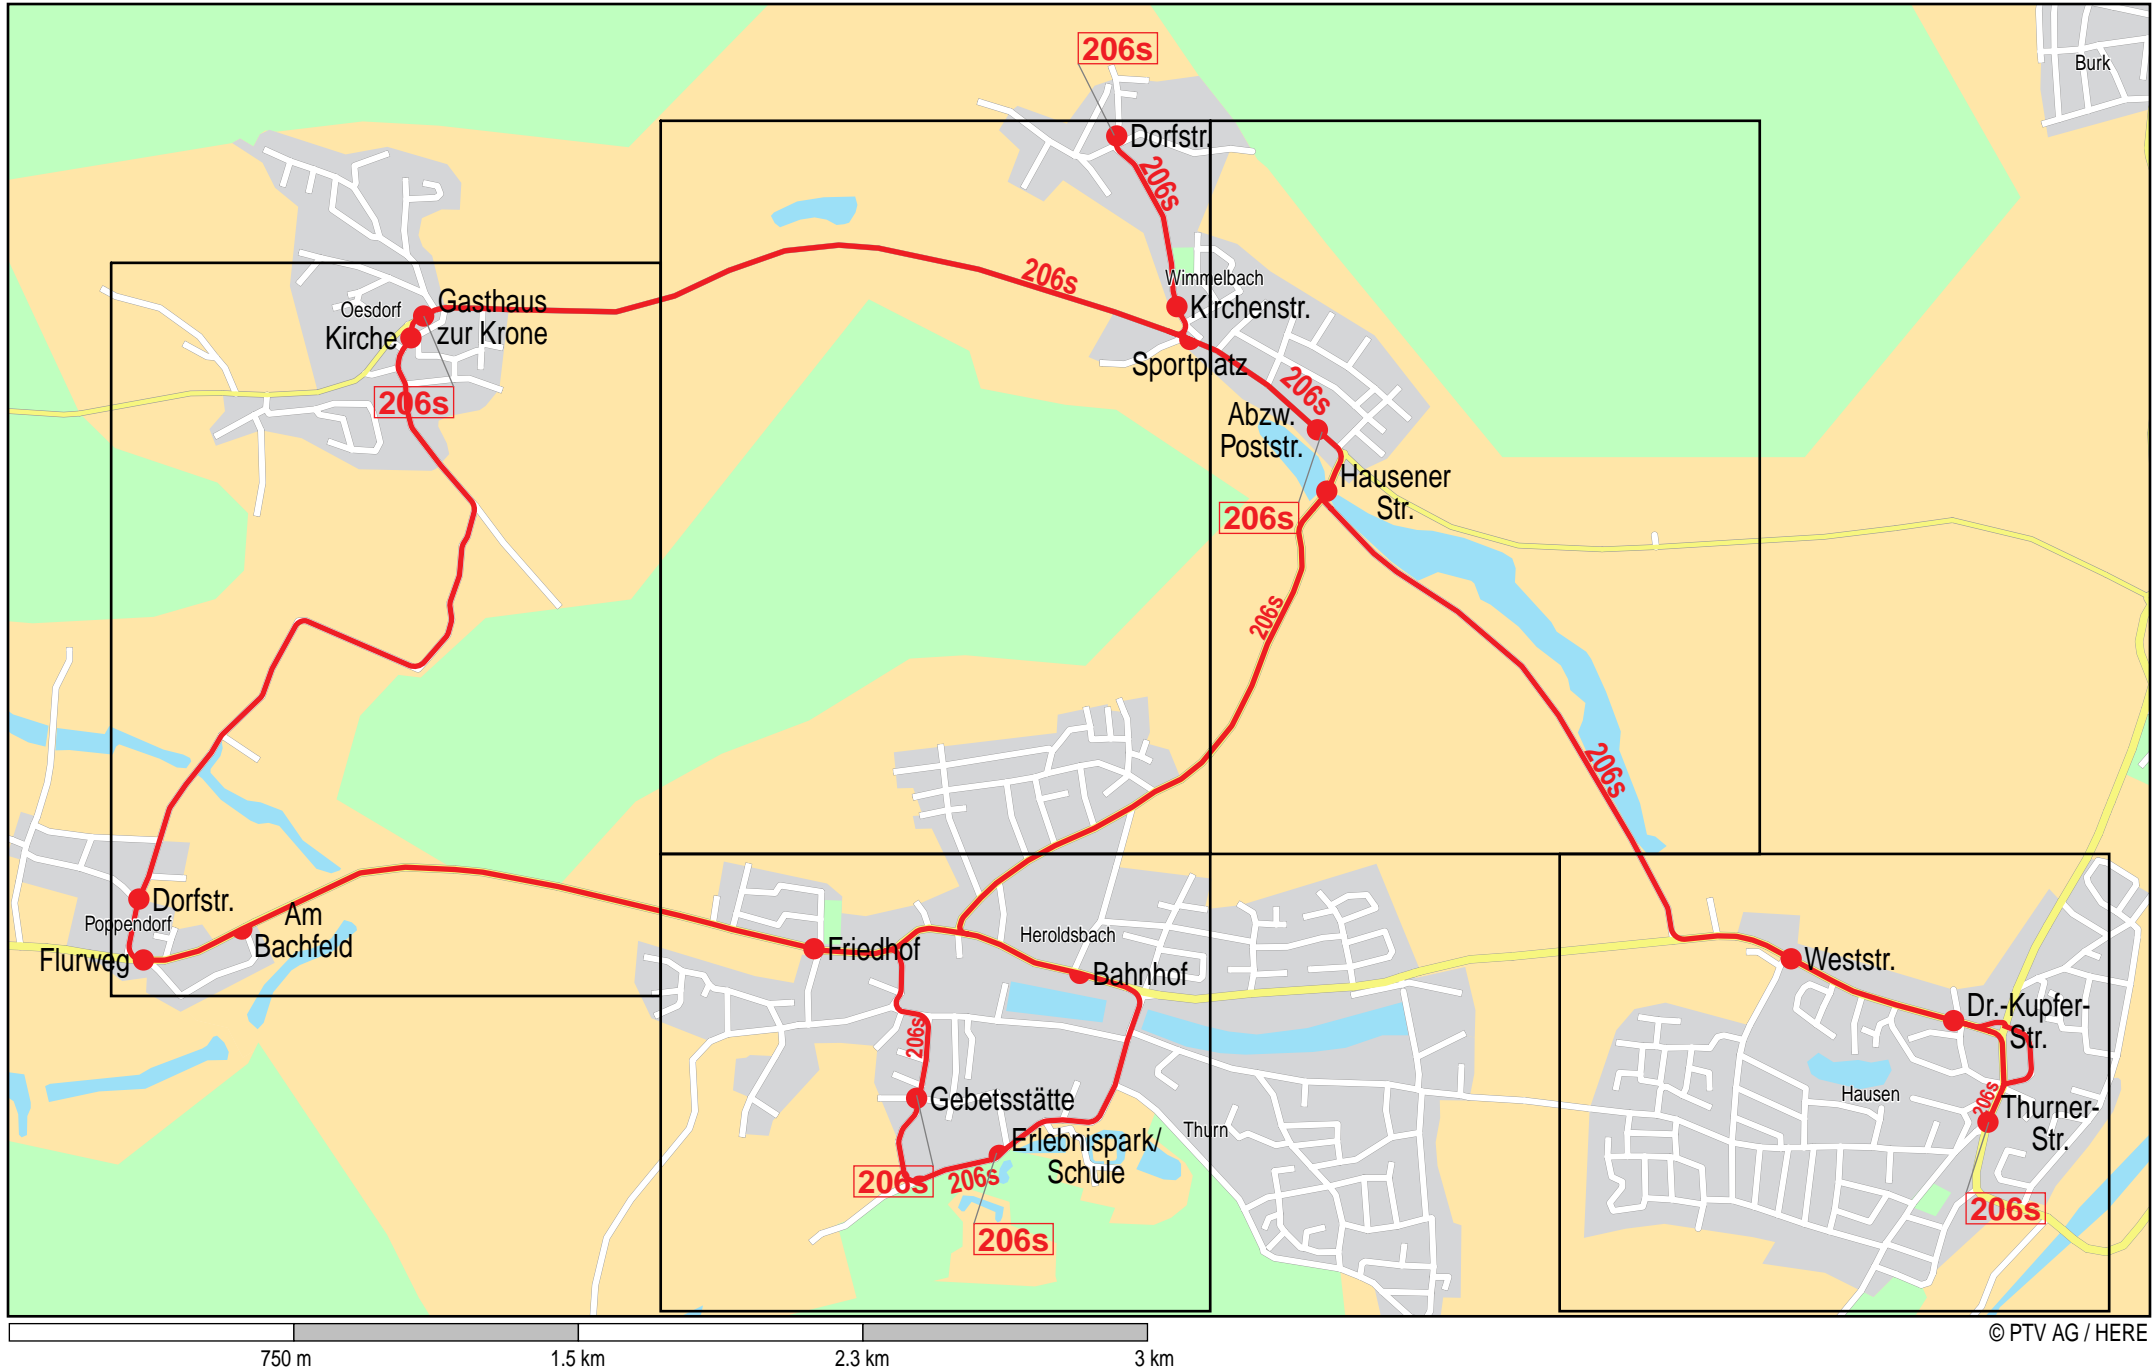 206s
Burk
Dorfstr.
206s
206s
Wimmelbach
Oesdorf
Gasthaus
zur Krone
Kirche
Kirchenstr.
Sportplatz
206s
206s
Abzw.
Poststr.
Hausener
Str.
206s
206s
206s
Dorfstr.
Poppendorf
Am
Bachfeld
Flurweg
Friedhof
Heroldsbach
Bahnhof
Weststr.
Dr.-Kupfer-
Str.
206s
Gebetsstätte
Hausen
206s
Thurner-
Str.
Thurn
Erlebnispark/
Schule
206s
206s
206s
206s
© PTV AG / HERE
750 m
1.5 km
2.3 km
3 km